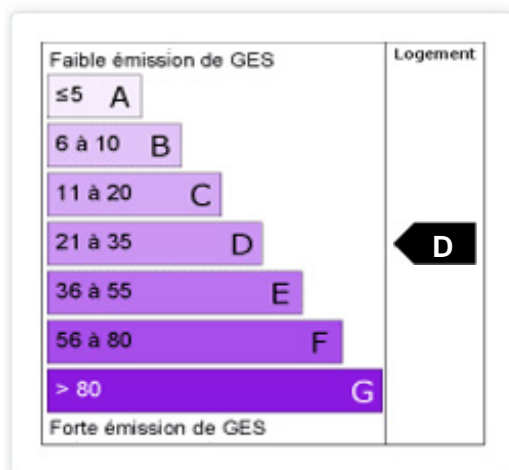 Faible émission de GES
Logement
≤5 A
6 à 10 B
11 à 20 C
21 à 35 D
D
36 à 55 E
56 à 80 F
> 80 G
Forte émission de GES